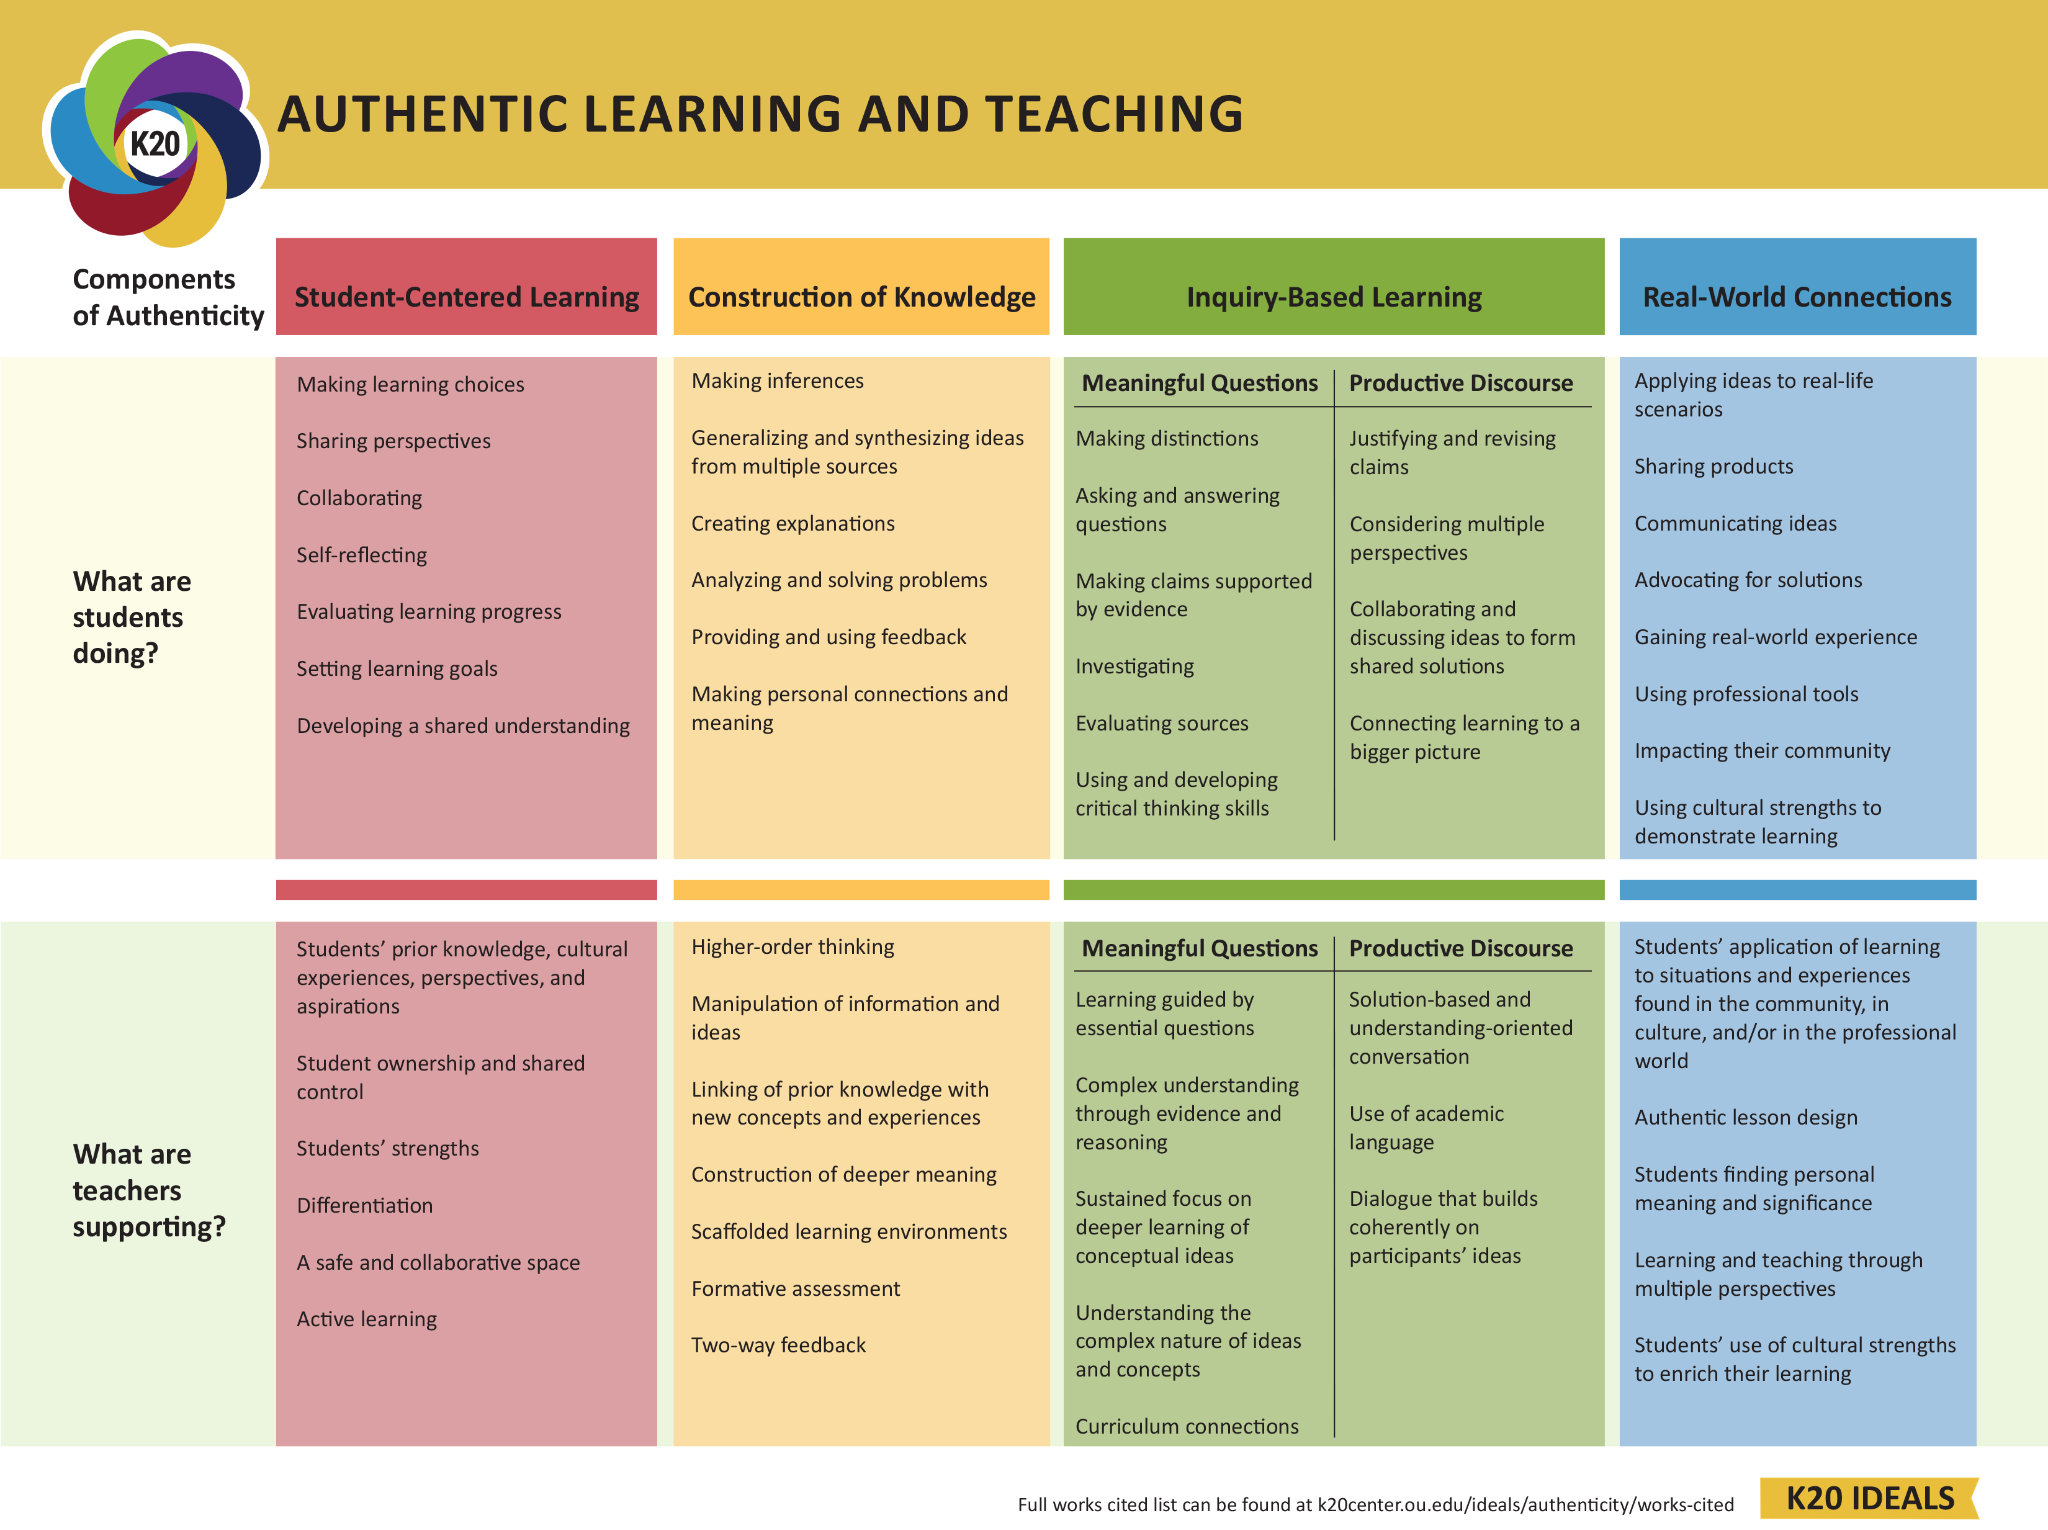 K20
AUTHENTIC LEARNING AND TEACHING
Components
of Authenticity
Student-Centered Learning
Construction of Knowledge
Inquiry-Based Learning
Real-World Connections
What are
students
doing?
Making learning choices
Sharing perspectives
Collaborating
Self-reflecting
Evaluating learning progress
Setting learning goals
Developing a shared understanding
Making inferences
Generalizing and synthesizing ideas
from multiple sources
Creating explanations
Analyzing and solving problems
Providing and using feedback
Making personal connections and
meaning
Meaningful Questions
Making distinctions
Asking and answering
questions
Making claims supported
by evidence
Investigating
Evaluating sources
Using and developing
critical thinking skills
Productive Discourse
Justifying and revising
claims
Considering multiple
perspectives
Collaborating and
discussing ideas to form
shared solutions
Connecting learning to a
bigger picture
Applying ideas to real-life
scenarios
Sharing products
Communicating ideas
Advocating for solutions
Gaining real-world experience
Using professional tools
Impacting their community
Using cultural strengths to
demonstrate learning
What are
teachers
supporting?
Students’ prior knowledge, cultural
experiences, perspectives, and
aspirations
Student ownership and shared
control
Students’ strengths
Differentiation
A safe and collaborative space
Active learning
Higher-order thinking
Manipulation of information and
ideas
Linking of prior knowledge with
new concepts and experiences
Construction of deeper meaning
Scaffolded learning environments
Formative assessment
Two-way feedback
Meaningful Questions
Learning guided by
essential questions
Complex understanding
through evidence and
reasoning
Sustained focus on
deeper learning of
conceptual ideas
Understanding the
complex nature of ideas
and concepts
Curriculum connections
Productive Discourse
Solution-based and
understanding-oriented
conversation
Use of academic
language
Dialogue that builds
coherently on
participants’ ideas
Students’ application of learning
to situations and experiences
found in the community, in
culture, and/or in the professional
world
Authentic lesson design
Students finding personal
meaning and significance
Learning and teaching through
multiple perspectives
Students’ use of cultural strengths
to enrich their learning
Full works cited list can be found at k20center.ou.edu/ideals/authenticity/works-cited
K20 IDEALS